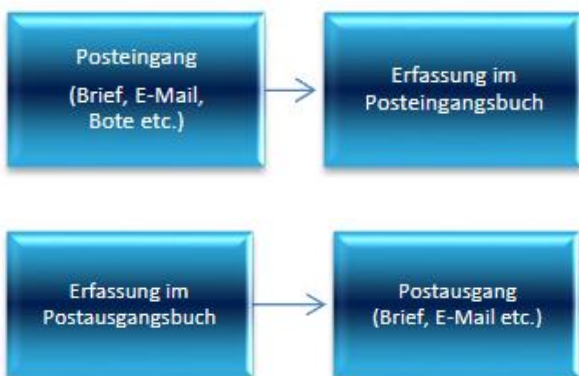 Posteingang
(Brief, E-Mail,
Bote etc.)
Erfassung im
Posteingangsbuch
Erfassung im
Postausgangsbuch
Postausgang
(Brief, E-Mail etc.)